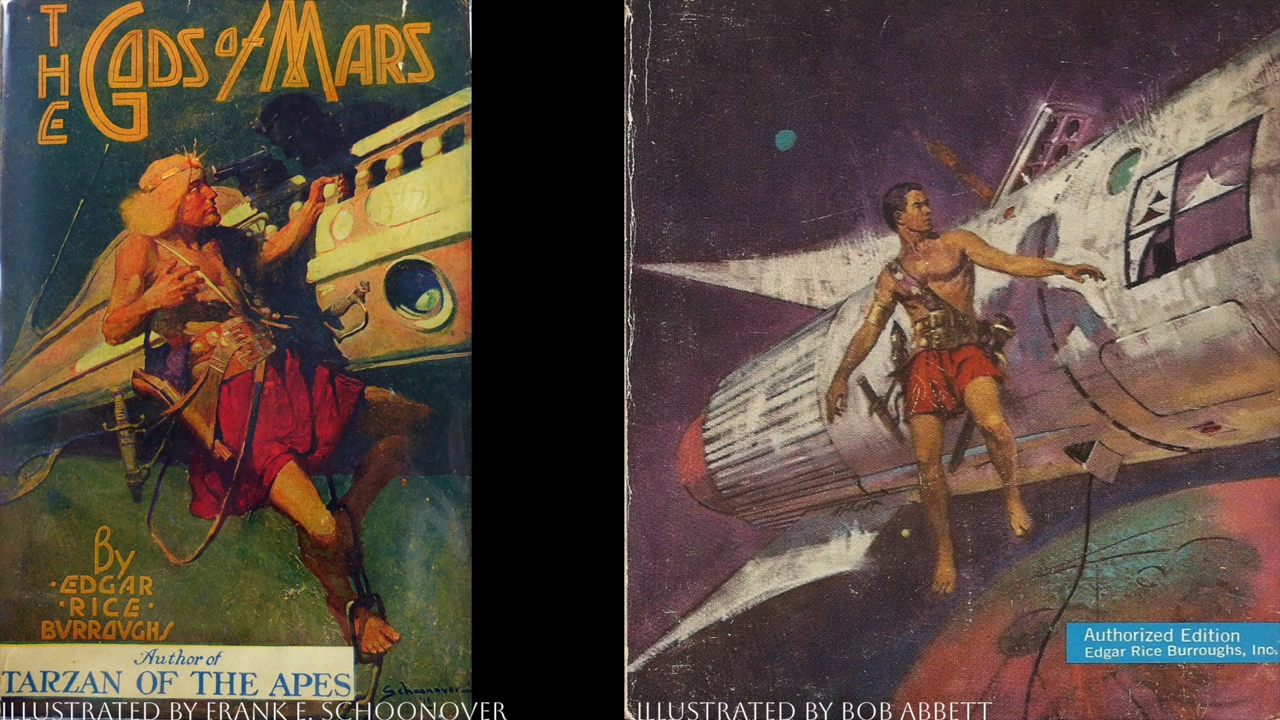 THE GODS of MARS
By
·EDGAR
·RICE·
BVRROVGHS
Author of
TARZAN OF THE APES
Schoonover
ILLUSTRATED BY FRANK E. SCHOONOVER
Authorized Edition
Edgar Rice Burroughs, Inc.
ILLUSTRATED BY BOB ABBETT